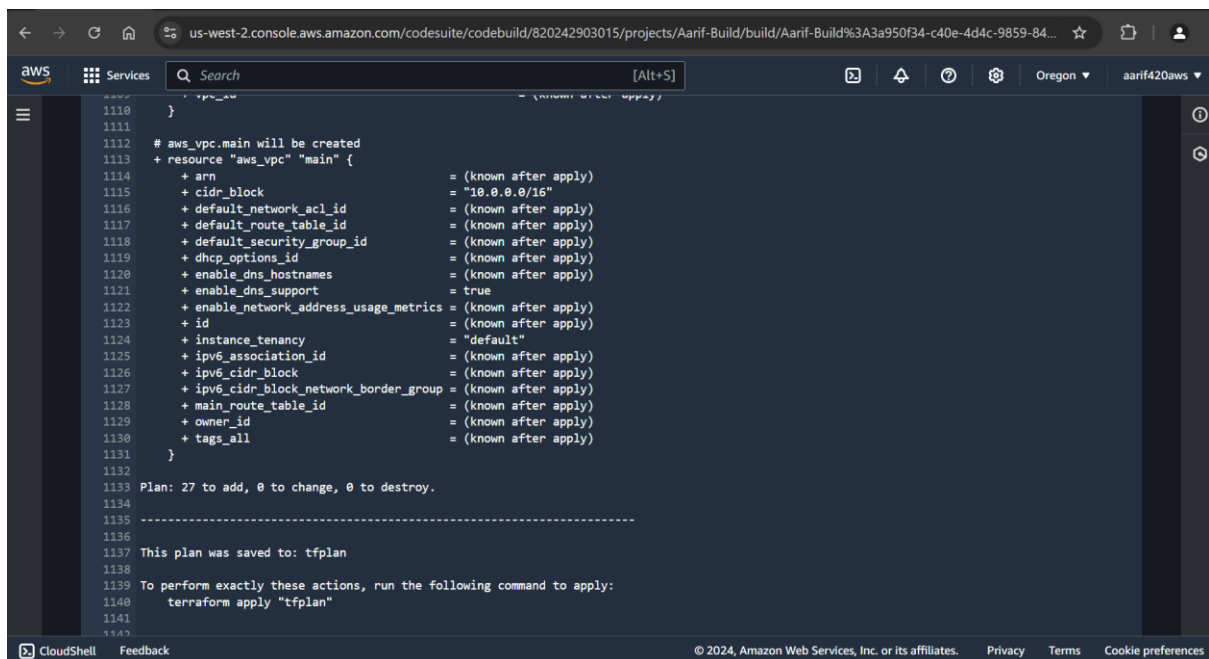 us-west-2.console.aws.amazon.com/codesuite/codebuild/820242903015/projects/Aarif-Build/build/Aarif-Build%3A3a950f34-c40e-4d4c-9859-84...
aws Services Search [Alt+S] Oregon aarif420aws
1109 + vpc_id = (known after apply)
1110 }
1111
1112 # aws_vpc.main will be created
1113 + resource "aws_vpc" "main" {
1114 + arn = (known after apply)
1115 + cidr_block = "10.0.0.0/16"
1116 + default_network_acl_id = (known after apply)
1117 + default_route_table_id = (known after apply)
1118 + default_security_group_id = (known after apply)
1119 + dhcp_options_id = (known after apply)
1120 + enable_dns_hostnames = (known after apply)
1121 + enable_dns_support = true
1122 + enable_network_address_usage_metrics = (known after apply)
1123 + id = (known after apply)
1124 + instance_tenancy = "default"
1125 + ipv6_association_id = (known after apply)
1126 + ipv6_cidr_block = (known after apply)
1127 + ipv6_cidr_block_network_border_group = (known after apply)
1128 + main_route_table_id = (known after apply)
1129 + owner_id = (known after apply)
1130 + tags_all = (known after apply)
1131 }
1132
1133 Plan: 27 to add, 0 to change, 0 to destroy.
1134
1135 ------------------------------------------------------------------------
1136
1137 This plan was saved to: tfplan
1138
1139 To perform exactly these actions, run the following command to apply:
1140 terraform apply "tfplan"
1141
1142
CloudShell Feedback © 2024, Amazon Web Services, Inc. or its affiliates. Privacy Terms Cookie preferences